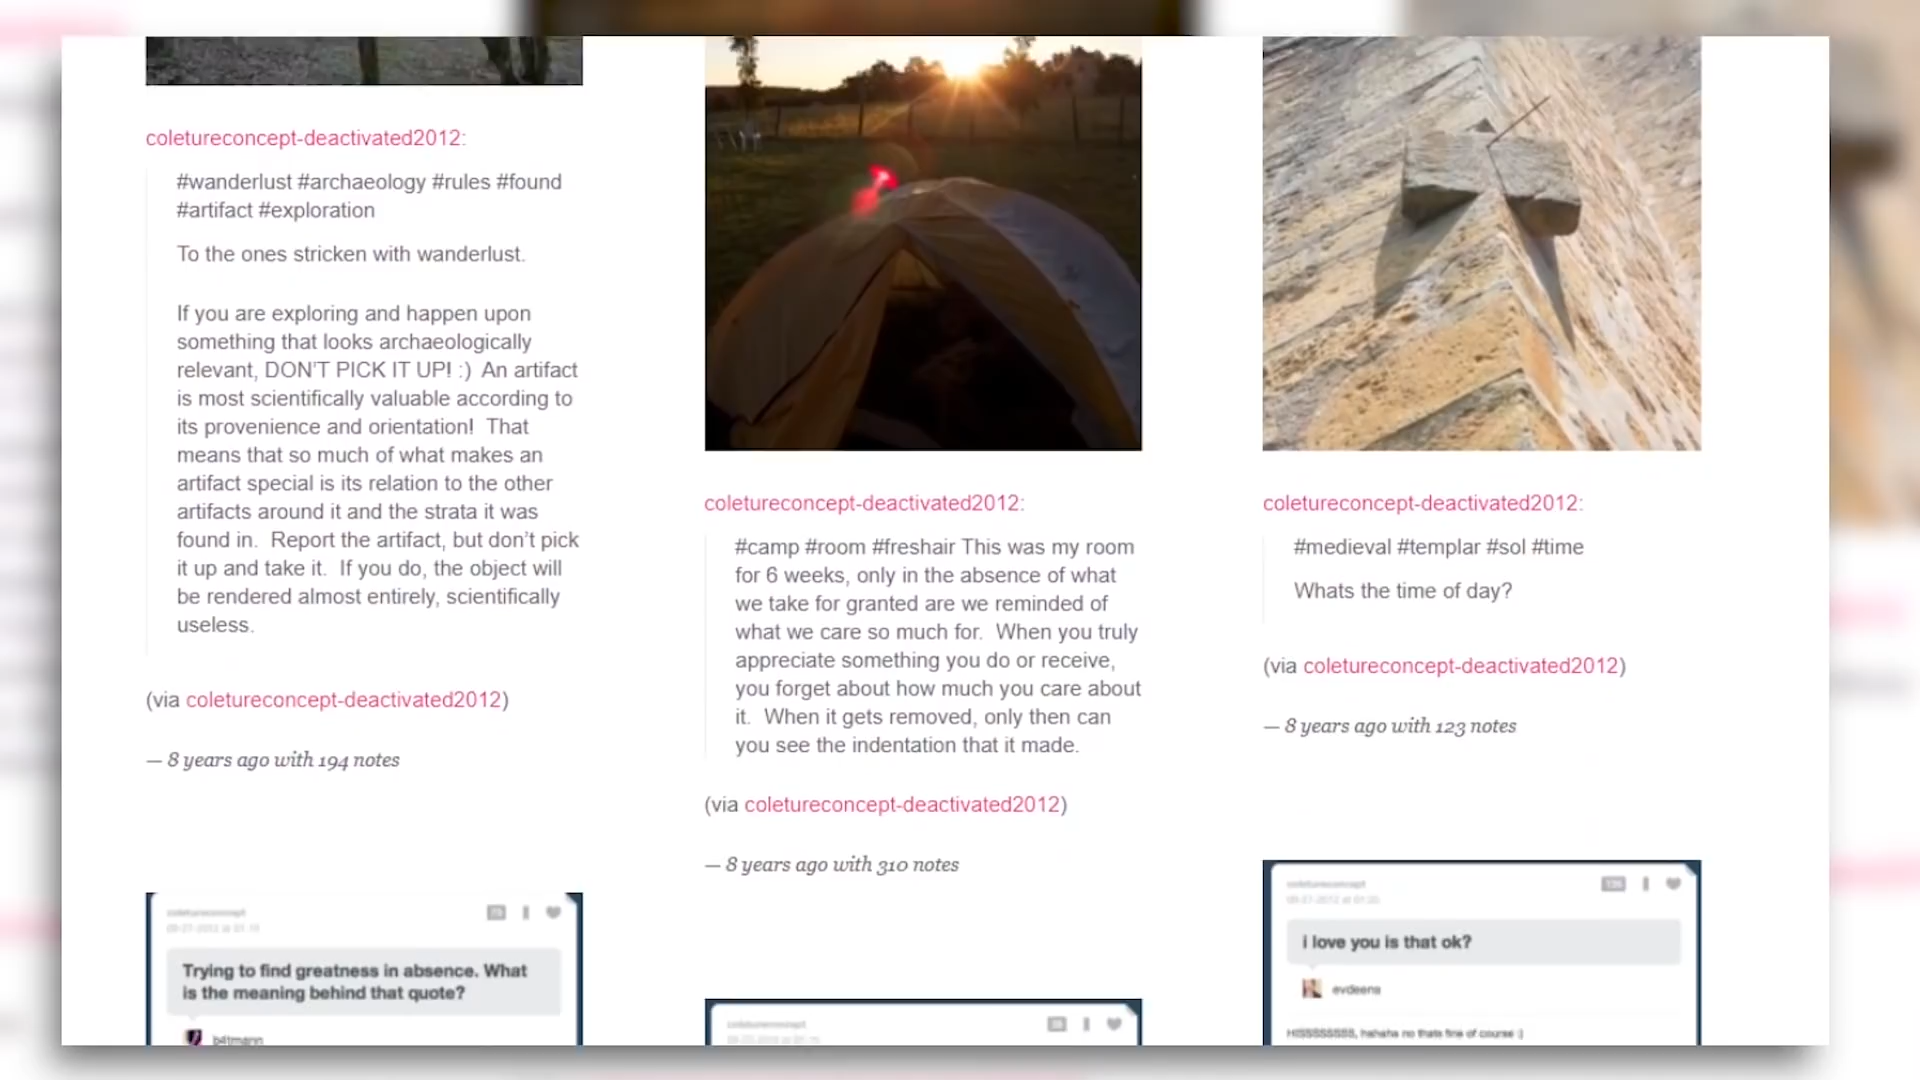 coletureconcept-deactivated2012:
#wanderlust #archaeology #rules #found
#artifact #exploration
To the ones stricken with wanderlust.
If you are exploring and happen upon
something that looks archaeologically
relevant, DON'T PICK IT UP! :)  An artifact
is most scientifically valuable according to
its provenience and orientation!  That
means that so much of what makes an
artifact special is its relation to the other
artifacts around it and the strata it was
found in.  Report the artifact, but don't pick
it up and take it.  If you do, the object will
be rendered almost entirely, scientifically
useless.
(via coletureconcept-deactivated2012)
— 8 years ago with 194 notes
Trying to find greatness in absence. What
is the meaning behind that quote?
b4tmann
coletureconcept-deactivated2012:
#camp #room #freshair This was my room
for 6 weeks, only in the absence of what
we take for granted are we reminded of
what we care so much for.  When you truly
appreciate something you do or receive,
you forget about how much you care about
it.  When it gets removed, only then can
you see the indentation that it made.
(via coletureconcept-deactivated2012)
— 8 years ago with 310 notes
coletureconcept-deactivated2012:
#medieval #templar #sol #time
Whats the time of day?
(via coletureconcept-deactivated2012)
— 8 years ago with 123 notes
i love you is that ok?
evdeens
hahaha no thats fine of course :)